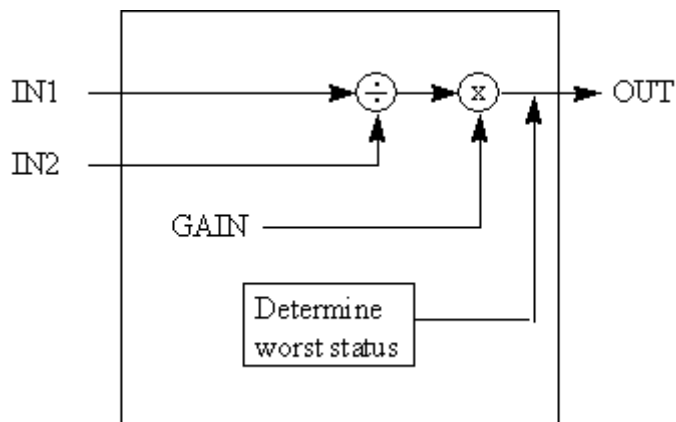 IN1
÷
x
OUT
IN2
GAIN
Determine
worst status